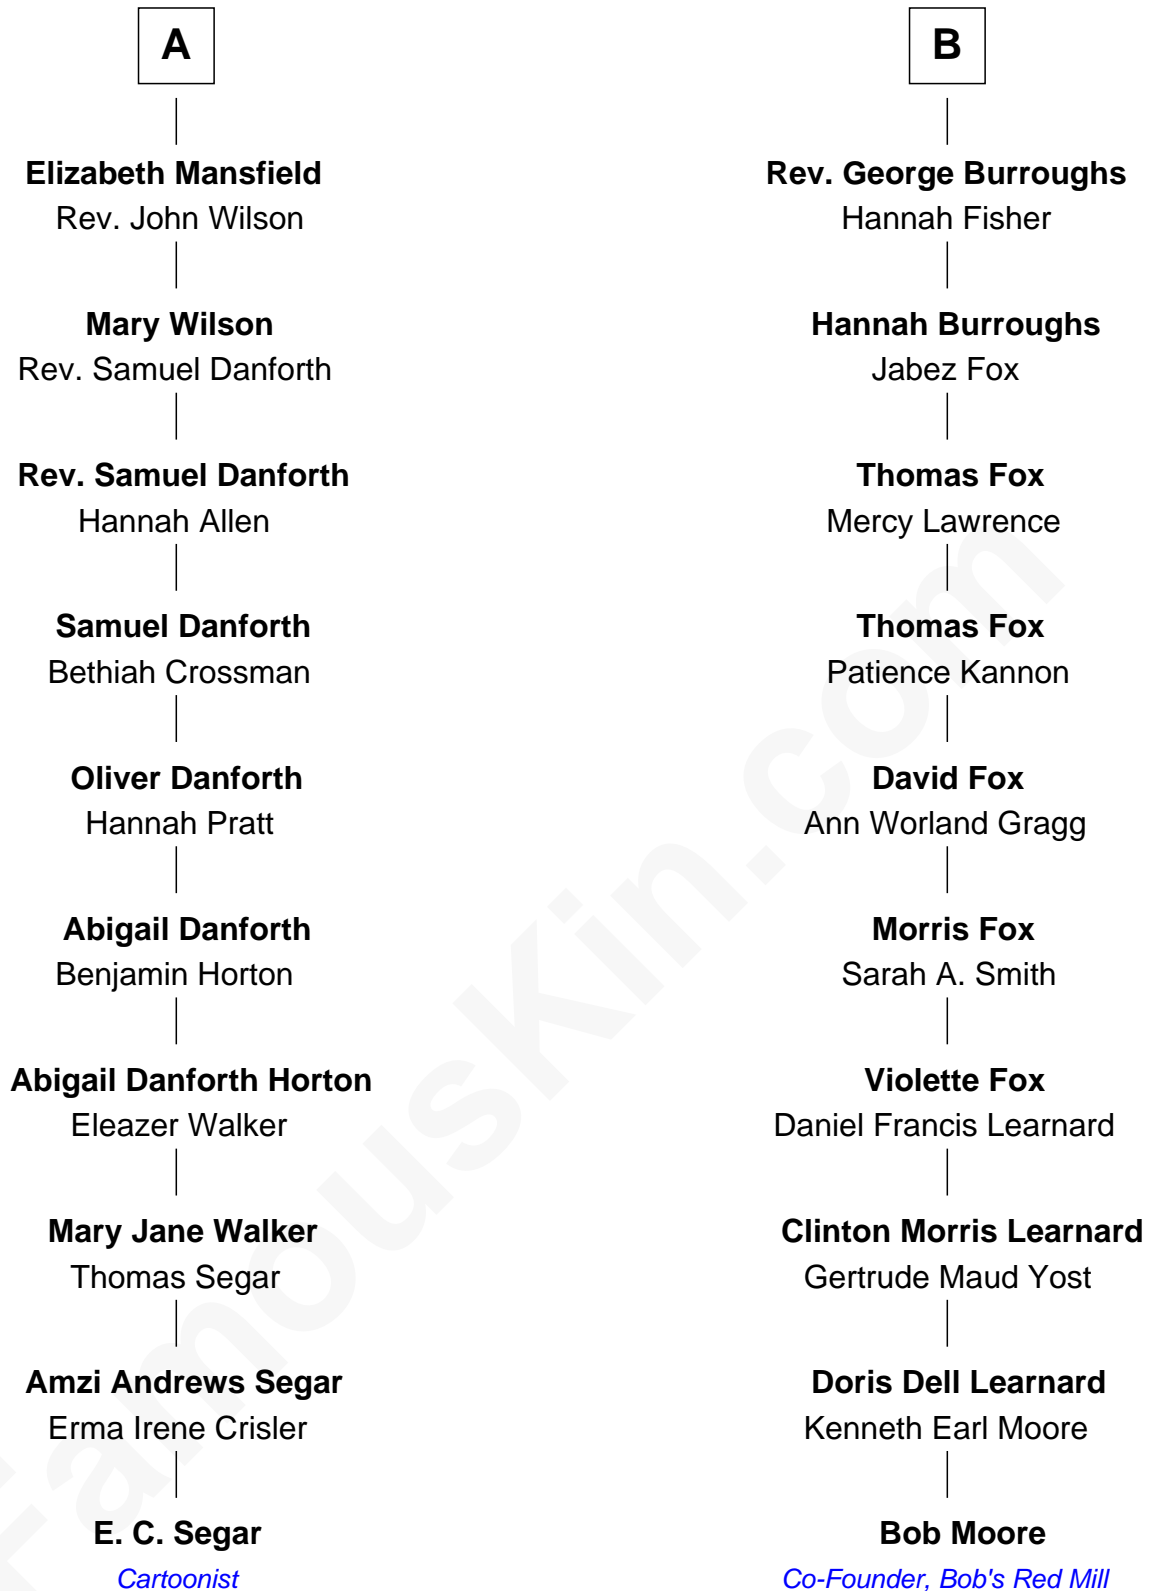 A
Elizabeth Mansfield
Rev. John Wilson
Mary Wilson
Rev. Samuel Danforth
Rev. Samuel Danforth
Hannah Allen
Samuel Danforth
Bethiah Crossman
Oliver Danforth
Hannah Pratt
Abigail Danforth
Benjamin Horton
Abigail Danforth Horton
Eleazer Walker
Mary Jane Walker
Thomas Segar
Amzi Andrews Segar
Erma Irene Crisler
E. C. Segar
Cartoonist
B
Rev. George Burroughs
Hannah Fisher
Hannah Burroughs
Jabez Fox
Thomas Fox
Mercy Lawrence
Thomas Fox
Patience Kannon
David Fox
Ann Worland Gragg
Morris Fox
Sarah A. Smith
Violette Fox
Daniel Francis Learnard
Clinton Morris Learnard
Gertrude Maud Yost
Doris Dell Learnard
Kenneth Earl Moore
Bob Moore
Co-Founder, Bob's Red Mill
FamousKin.com